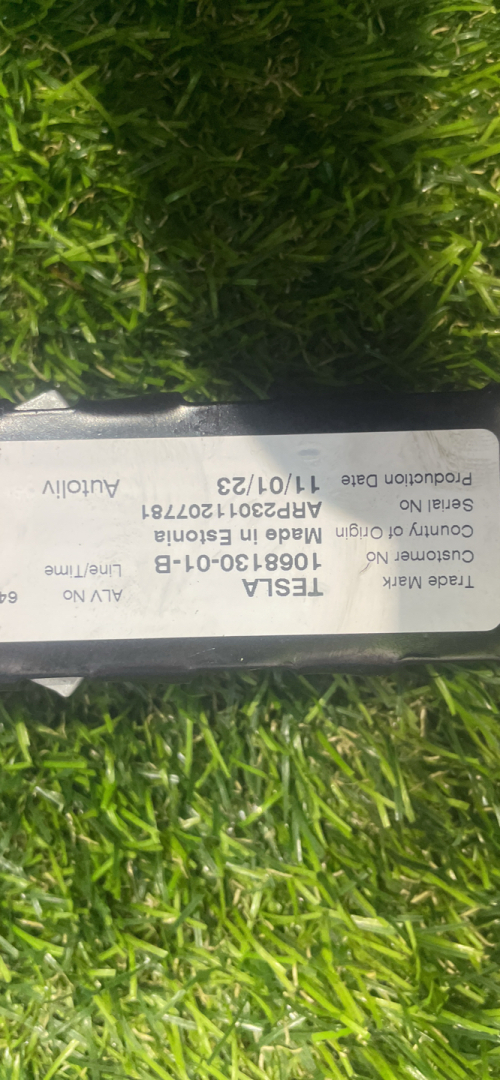 Trade Mark TESLA ALV No 64
Customer No 1068130-01-B Line/Time
Country of Origin Made in Estonia
Serial No ARP23011207781
Production Date 11/01/23 Autoliv